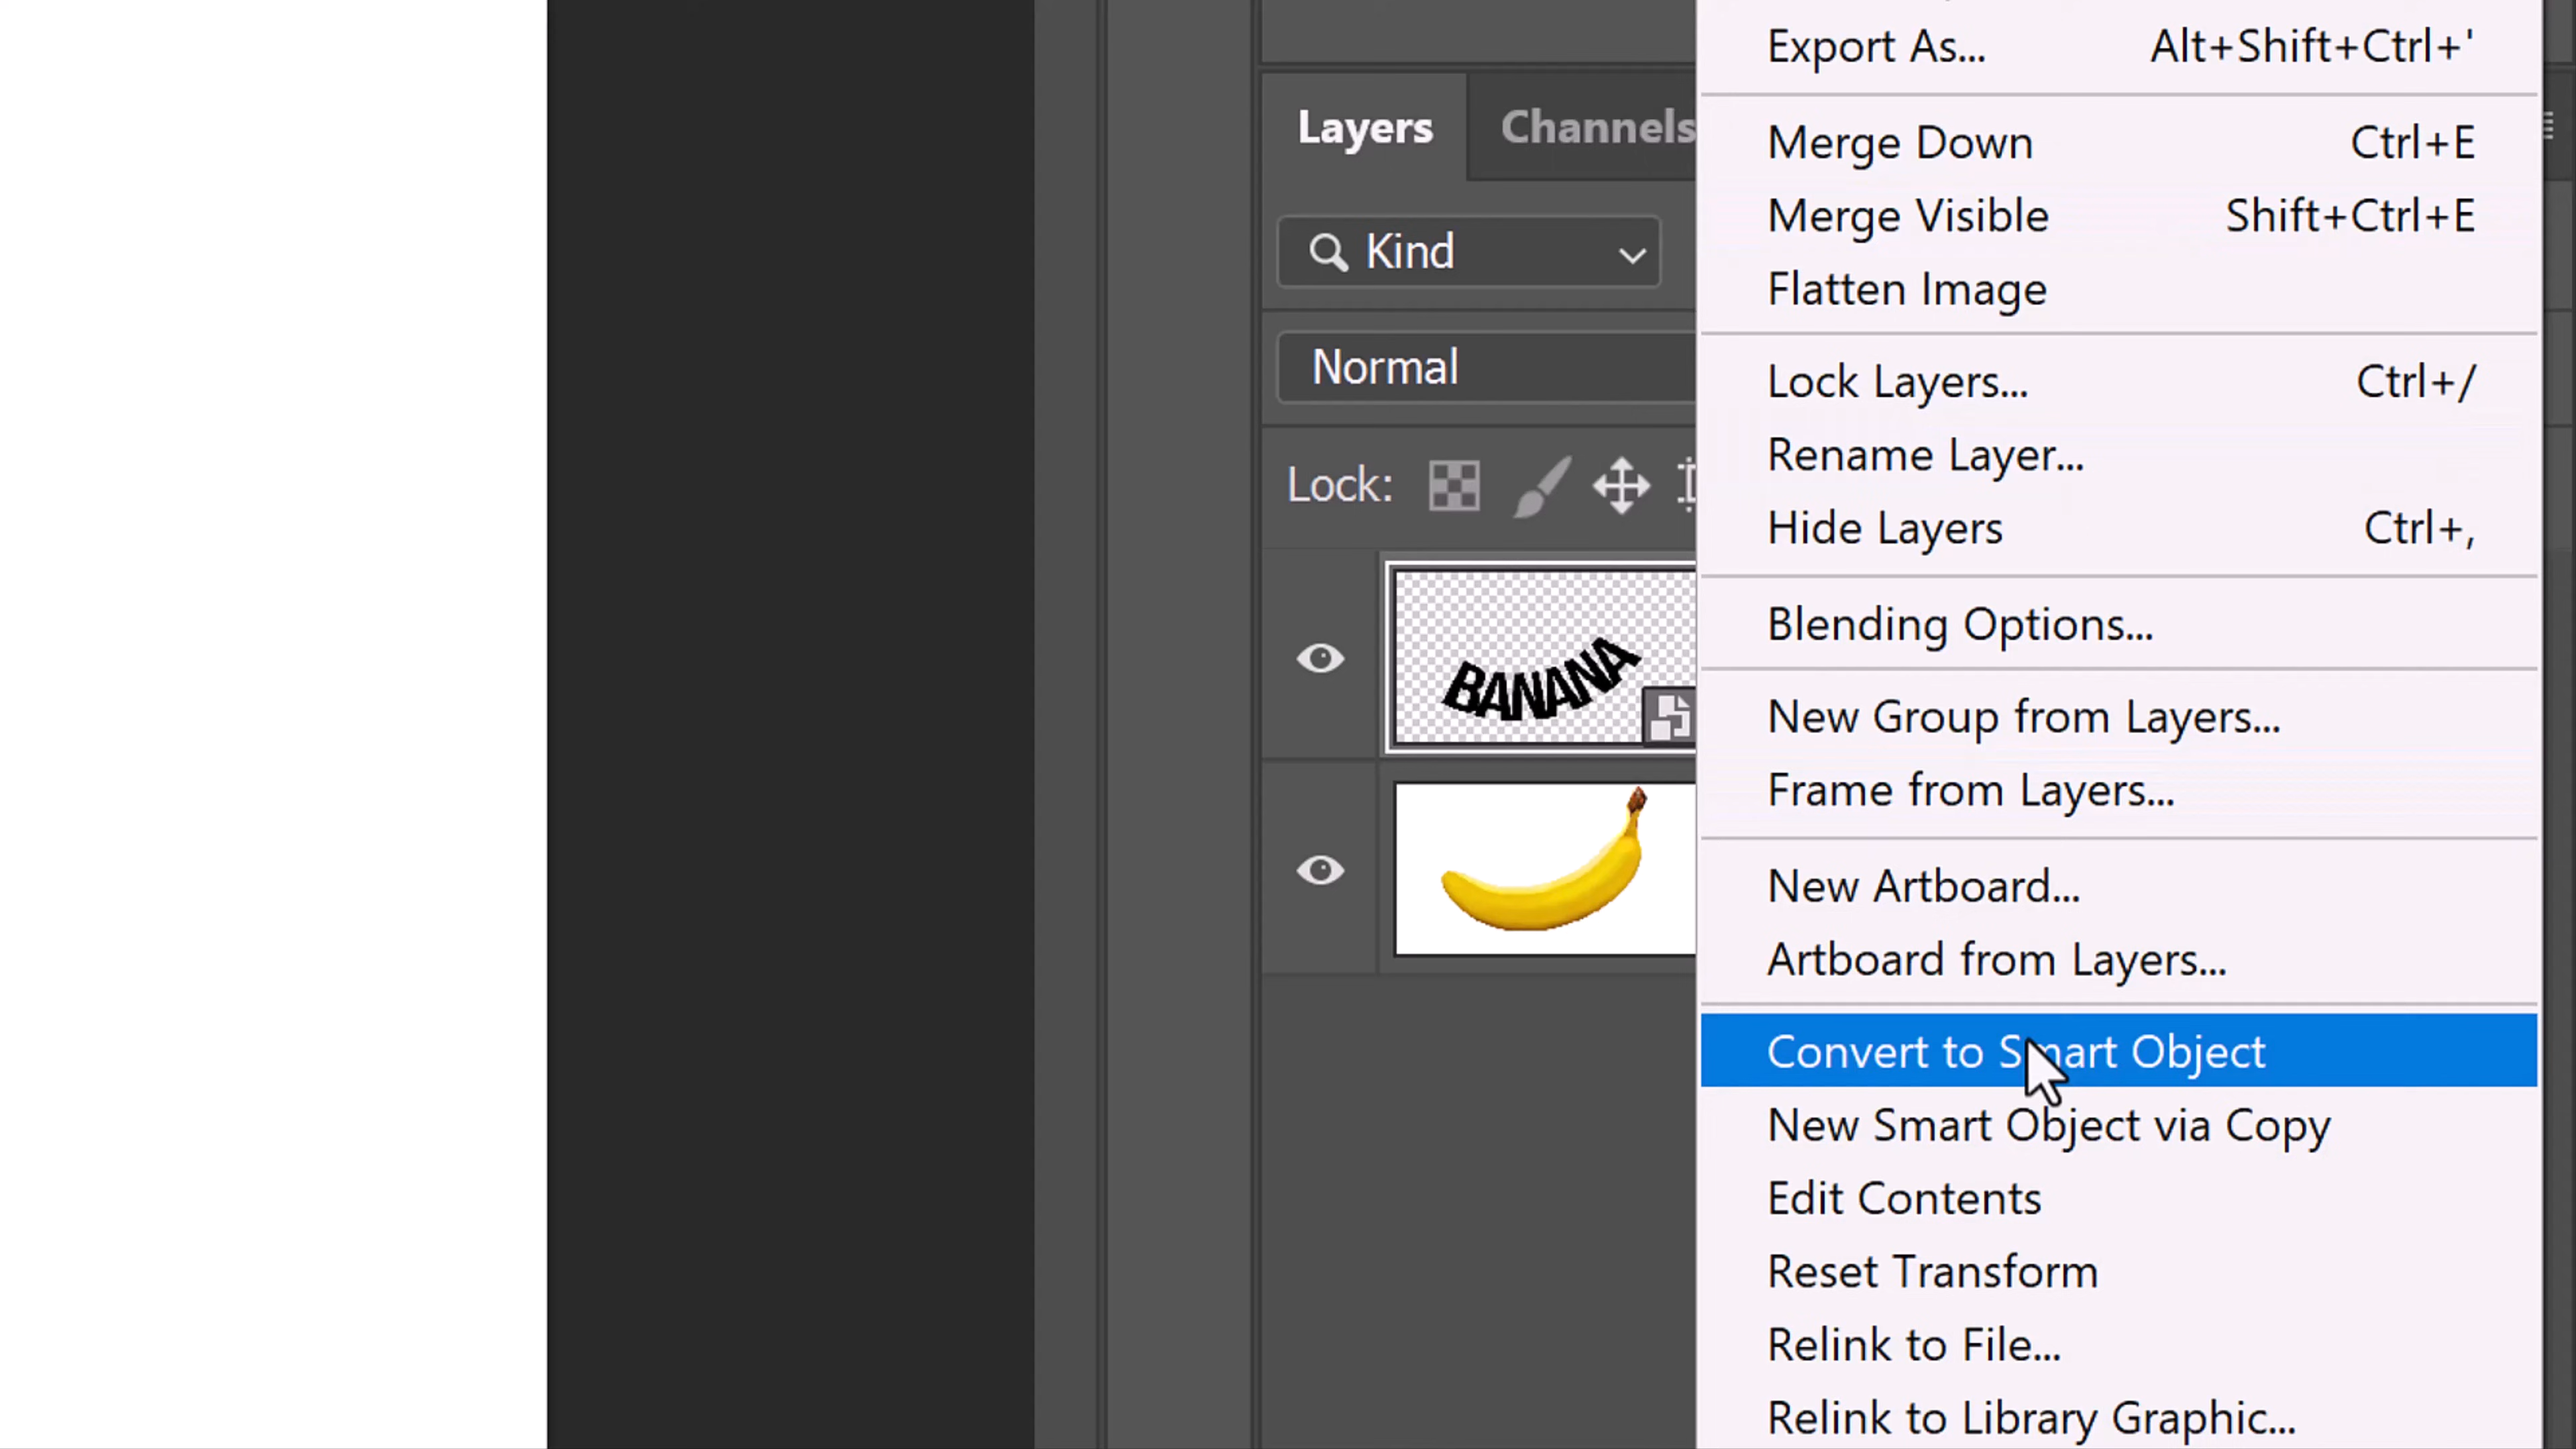 Export As... Alt+Shift+Ctrl+'
Layers Channels
Merge Down Ctrl+E
Merge Visible Shift+Ctrl+E
Kind
Flatten Image
Normal
Lock Layers... Ctrl+/
Rename Layer...
Lock:
Hide Layers Ctrl+,
Blending Options...
BANANA
New Group from Layers...
Frame from Layers...
New Artboard...
Artboard from Layers...
Convert to Smart Object
New Smart Object via Copy
Edit Contents
Reset Transform
Relink to File...
Relink to Library Graphic...